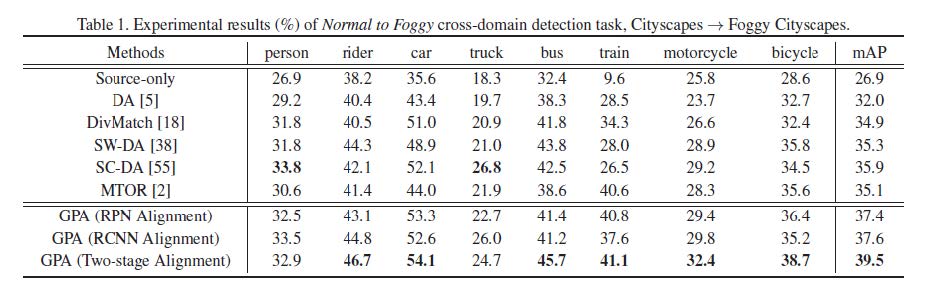 Table 1. Experimental results (%) of Normal to Foggy cross-domain detection task, Cityscapes → Foggy Cityscapes.
Methods person rider car truck bus train motorcycle bicycle mAP
Source-only 26.9 38.2 35.6 18.3 32.4 9.6 25.8 28.6 26.9
DA [5] 29.2 40.4 43.4 19.7 38.3 28.5 23.7 32.7 32.0
DivMatch [18] 31.8 40.5 51.0 20.9 41.8 34.3 26.6 32.4 34.9
SW-DA [38] 31.8 44.3 48.9 21.0 43.8 28.0 28.9 35.8 35.3
SC-DA [55] 33.8 42.1 52.1 26.8 42.5 26.5 29.2 34.5 35.9
MTOR [2] 30.6 41.4 44.0 21.9 38.6 40.6 28.3 35.6 35.1
GPA (RPN Alignment) 32.5 43.1 53.3 22.7 41.4 40.8 29.4 36.4 37.4
GPA (RCNN Alignment) 33.5 44.8 52.6 26.0 41.2 37.6 29.8 35.2 37.6
GPA (Two-stage Alignment) 32.9 46.7 54.1 24.7 45.7 41.1 32.4 38.7 39.5